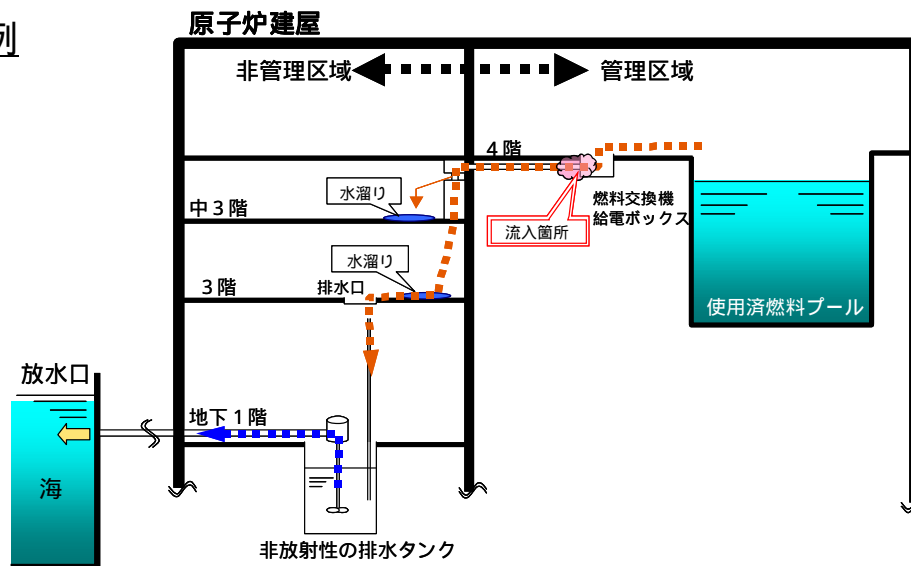 例
原子炉建屋
非管理区域
管理区域
4階
水溜り
燃料交換機
給電ボックス
中3階
流入箇所
水溜り
3階
排水口
使用済燃料プール
放水口
地下1階
海
非放射性の排水タンク